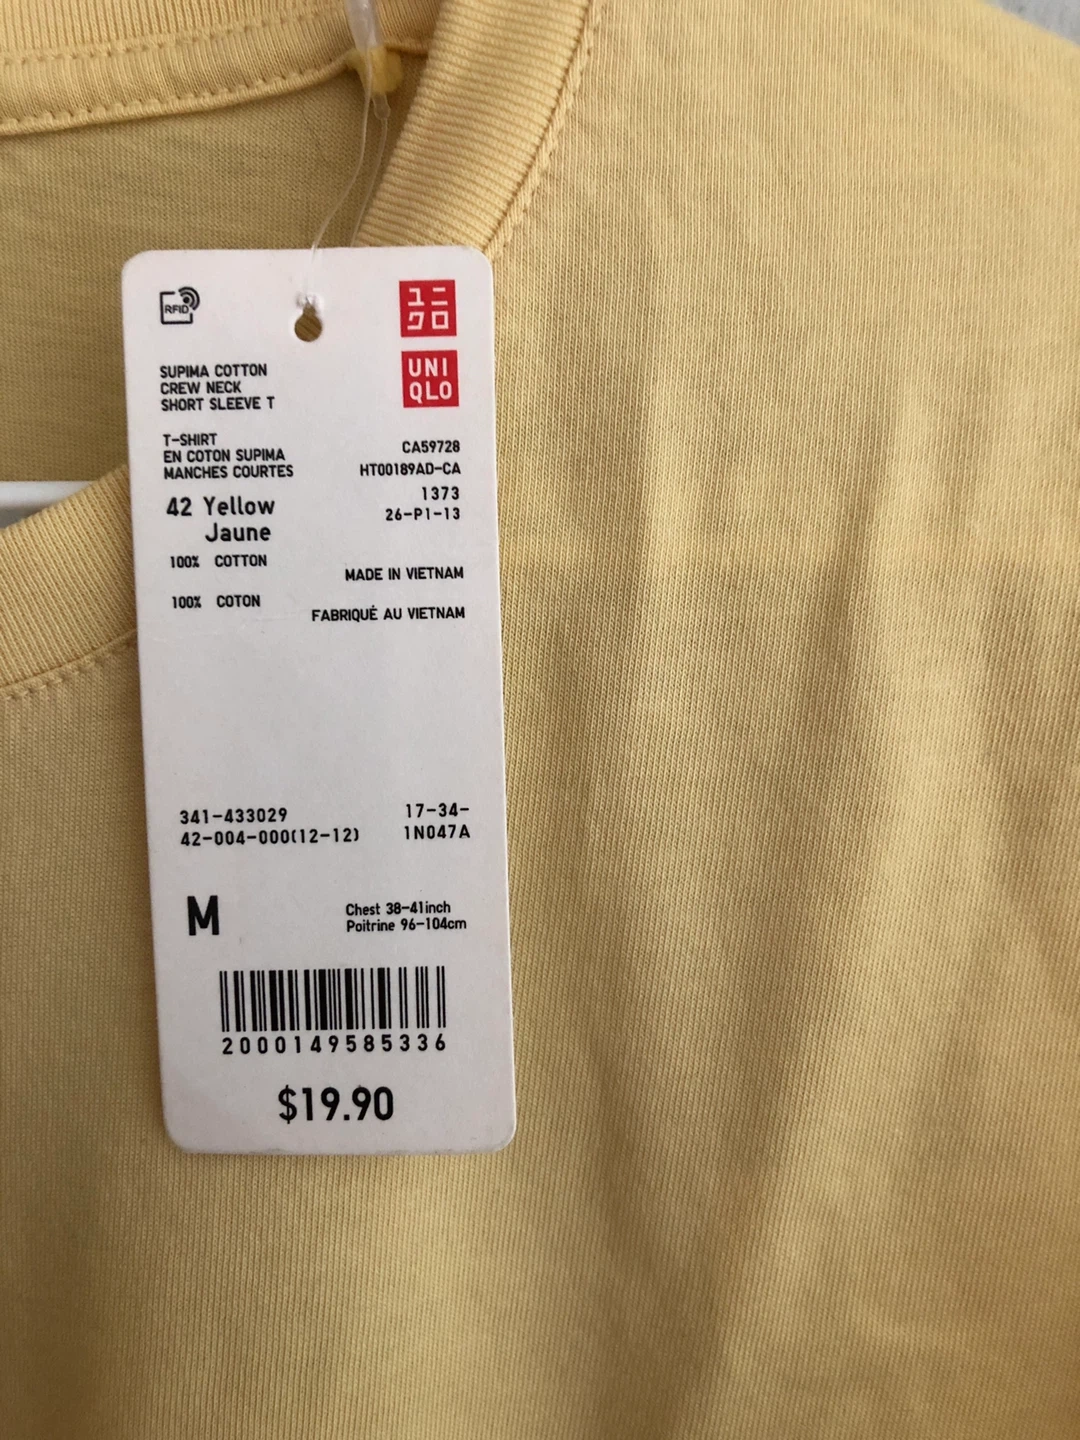 RFID
ユニ
クロ
UNI
QLO
SUPIMA COTTON
CREW NECK
SHORT SLEEVE T
T-SHIRT
EN COTON SUPIMA
MANCHES COURTES
CA59728
HT00189AD-CA
1373
26-P1-13
42 Yellow
Jaune
100% COTTON
100% COTON
MADE IN VIETNAM
FABRIQUÉ AU VIETNAM
341-433029
42-004-000(12-12)
17-34-
1N047A
M
Chest 38-41inch
Poitrine 96-104cm
2000149585336
$19.90